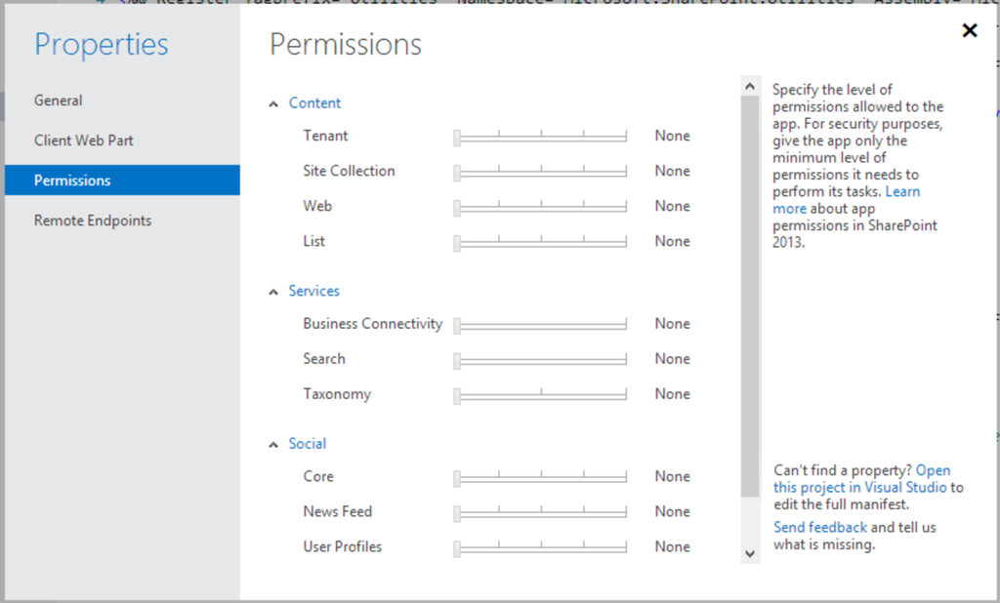 Properties
General
Client Web Part
Permissions
Remote Endpoints
Permissions
Content
Tenant None
Site Collection None
Web None
List None
Services
Business Connectivity None
Search None
Taxonomy None
Social
Core None
News Feed None
User Profiles None
Specify the level of
permissions allowed to the
app. For security purposes,
give the app only the
minimum level of
permissions it needs to
perform its tasks. Learn
more about app
permissions in SharePoint
2013.
Can't find a property? Open
this project in Visual Studio to
edit the full manifest.
Send feedback and tell us
what is missing.